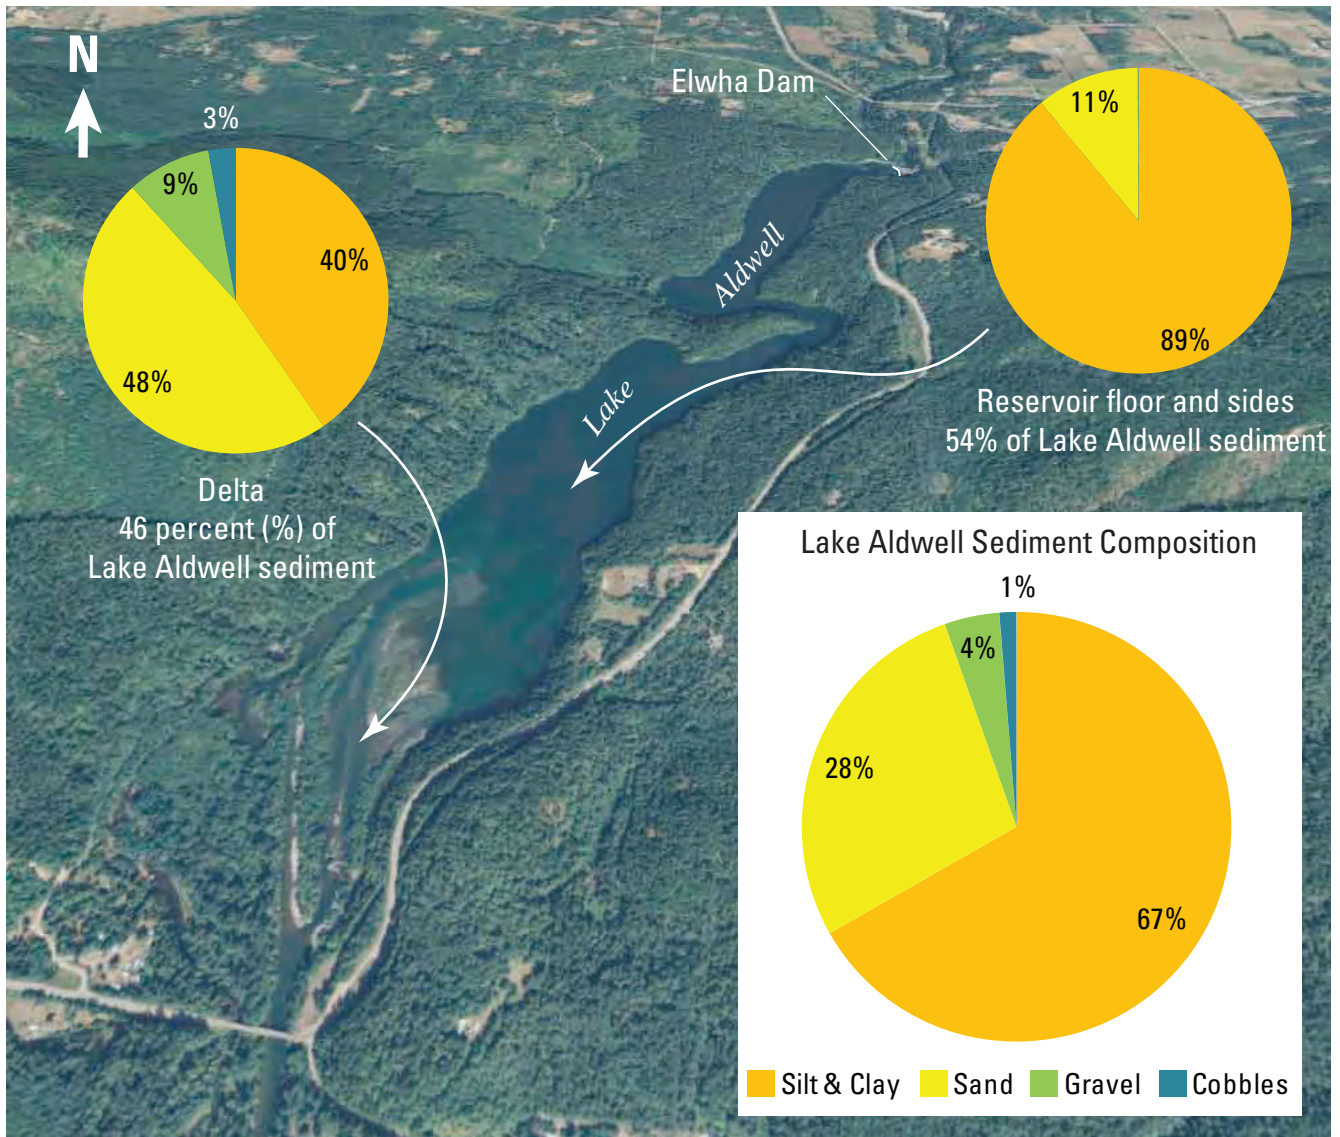 N
Elwha Dam
3%
9%
40%
48%
Delta
46 percent (%) of
Lake Aldwell sediment
11%
89%
Reservoir floor and sides
54% of Lake Aldwell sediment
Aldwell
Lake
Lake Aldwell Sediment Composition
1%
4%
28%
67%
Silt & Clay
Sand
Gravel
Cobbles